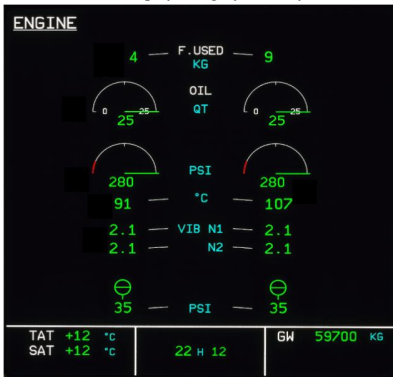 ENGINE
4 F.USED 9
KG
OIL
0 25 QT 0 25
25 25
PSI
280 280
91 °C 107
2.1 VIB N1 2.1
2.1 N2 2.1
35 PSI 35
TAT +12 °C GW 59700 KG
SAT +12 °C 22 H 12